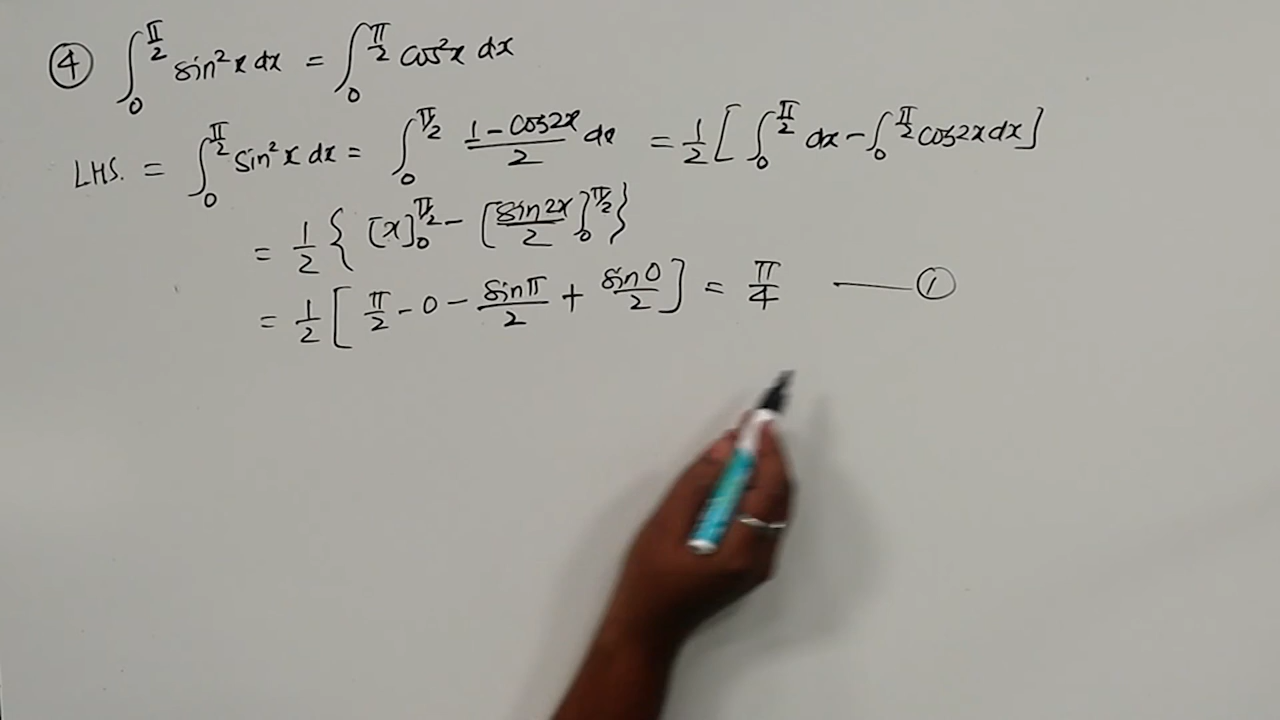 ④ ∫₀^{π/2} sin²x dx = ∫₀^{π/2} cos²x dx
LHS. = ∫₀^{π/2} sin²x dx = ∫₀^{π/2} (1-cos2x)/2 dx = 1/2 [ ∫₀^{π/2} dx - ∫₀^{π/2} cos2x dx ]
= 1/2 { [x]₀^{π/2} - [sin2x/2]₀^{π/2} }
= 1/2 [ π/2 - 0 - sinπ/2 + sin0/2 ] = π/4 —— ①